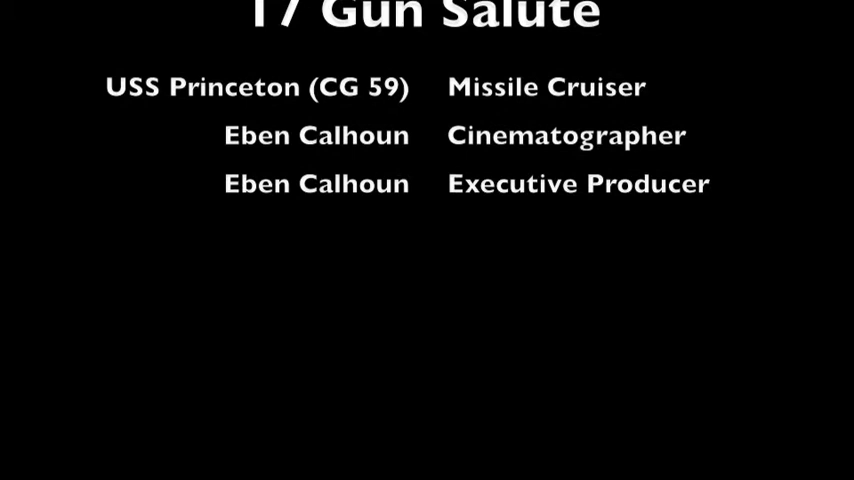 17 Gun Salute
USS Princeton (CG 59) Missile Cruiser
Eben Calhoun Cinematographer
Eben Calhoun Executive Producer